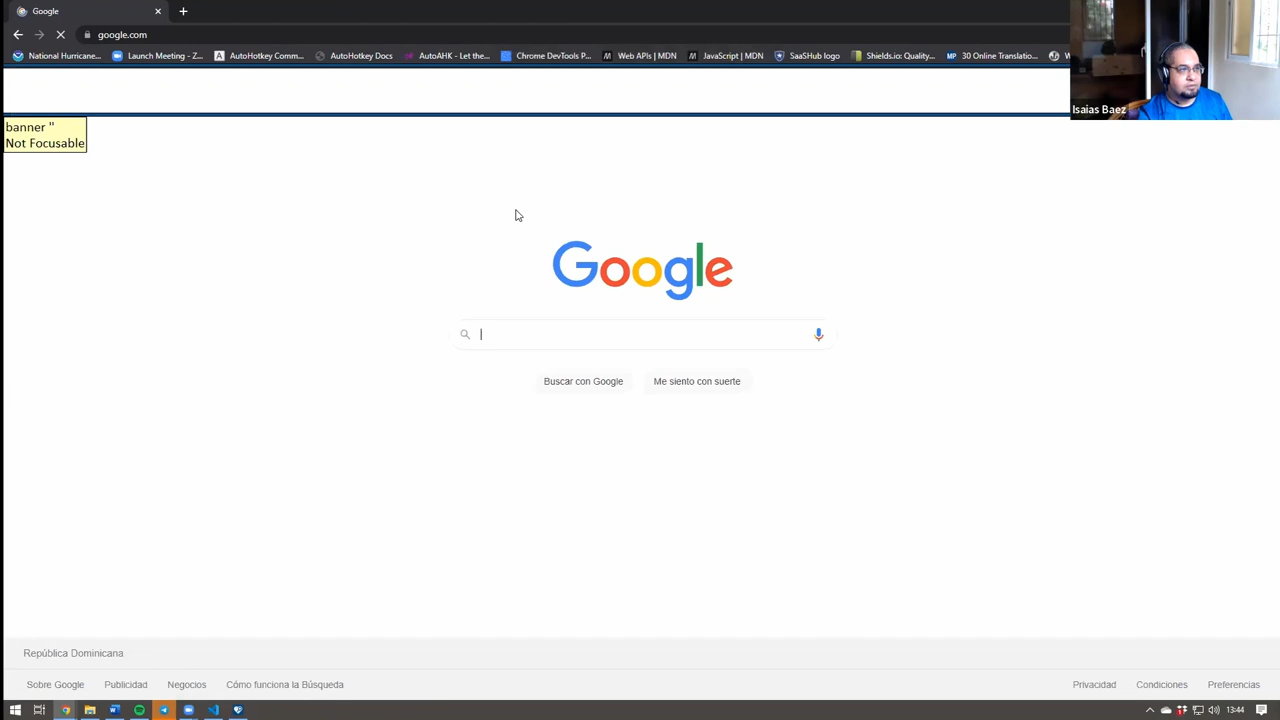 Google
google.com
National Hurricane...
Launch Meeting - Z...
AutoHotkey Comm...
AutoHotkey Docs
AutoAHK - Let the...
Chrome DevTools P...
Web APIs | MDN
JavaScript | MDN
SaaSHub logo
Shields.io: Quality...
30 Online Translatio...
W
Isaias Baez
banner ''
Not Focusable
Google
Buscar con Google
Me siento con suerte
República Dominicana
Sobre Google
Publicidad
Negocios
Cómo funciona la Búsqueda
Privacidad
Condiciones
Preferencias
13:44